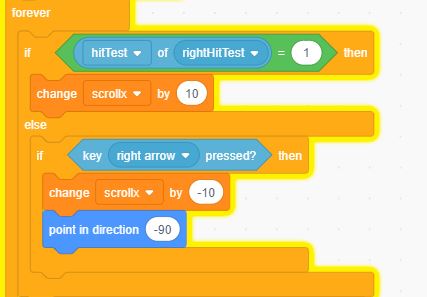 forever
if hitTest of rightHitTest = 1 then
change scrollx by 10
else
if key right arrow pressed? then
change scrollx by -10
point in direction -90